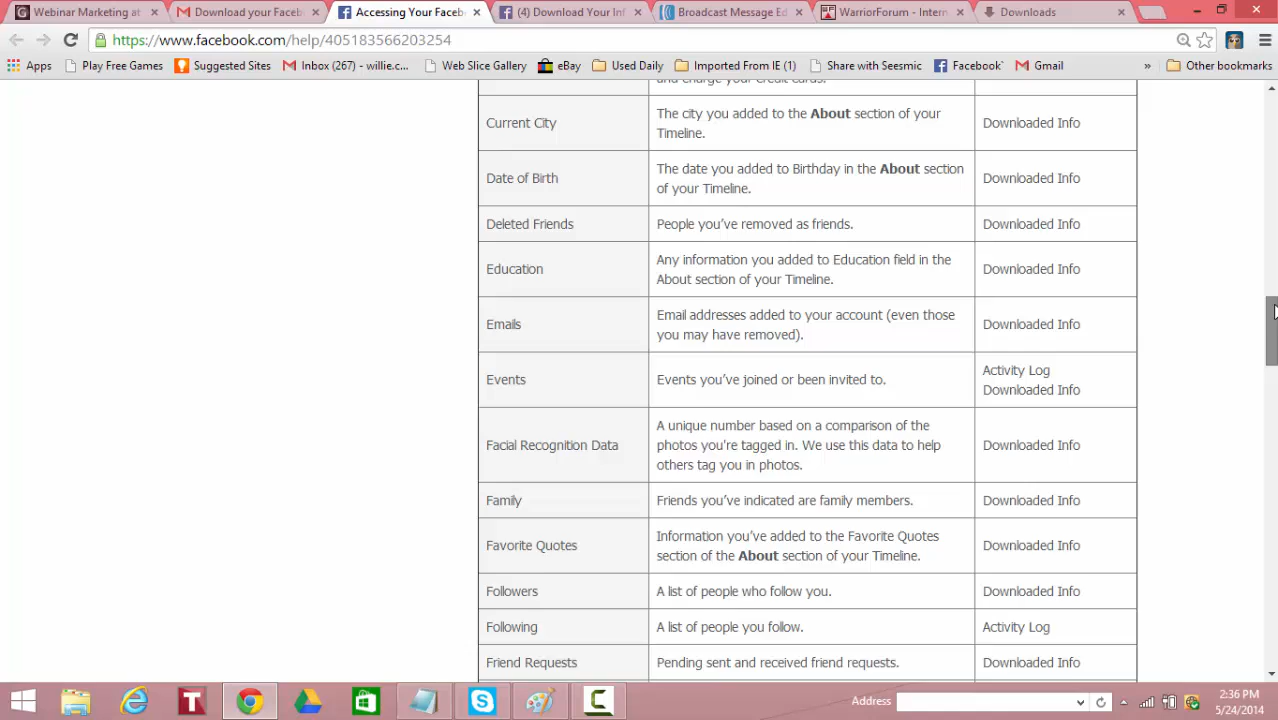 Webinar Marketing at
Download your Faceb
Accessing Your Faceb
(4) Download Your Inf
Broadcast Message Ed
WarriorForum - Intern
Downloads
https://www.facebook.com/help/405183566203254
Apps
Play Free Games
Suggested Sites
Inbox (267) - willie.c...
Web Slice Gallery
eBay
Used Daily
Imported From IE (1)
Share with Seesmic
Facebook
Gmail
»
Other bookmarks
and charge your Credit Cards.
Current City
The city you added to the About section of your
Timeline.
Downloaded Info
Date of Birth
The date you added to Birthday in the About section
of your Timeline.
Downloaded Info
Deleted Friends
People you've removed as friends.
Downloaded Info
Education
Any information you added to Education field in the
About section of your Timeline.
Downloaded Info
Emails
Email addresses added to your account (even those
you may have removed).
Downloaded Info
Events
Events you've joined or been invited to.
Activity Log
Downloaded Info
Facial Recognition Data
A unique number based on a comparison of the
photos you're tagged in. We use this data to help
others tag you in photos.
Downloaded Info
Family
Friends you've indicated are family members.
Downloaded Info
Favorite Quotes
Information you've added to the Favorite Quotes
section of the About section of your Timeline.
Downloaded Info
Followers
A list of people who follow you.
Downloaded Info
Following
A list of people you follow.
Activity Log
Friend Requests
Pending sent and received friend requests.
Downloaded Info
Address
2:36 PM
5/24/2014